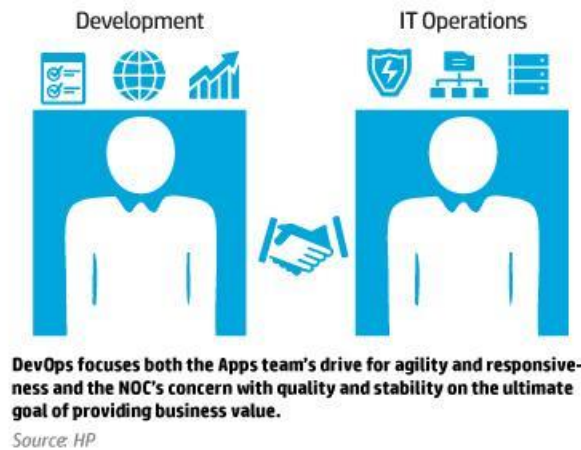 Development
IT Operations
DevOps focuses both the Apps team's drive for agility and responsive-
ness and the NOC's concern with quality and stability on the ultimate
goal of providing business value.
Source: HP